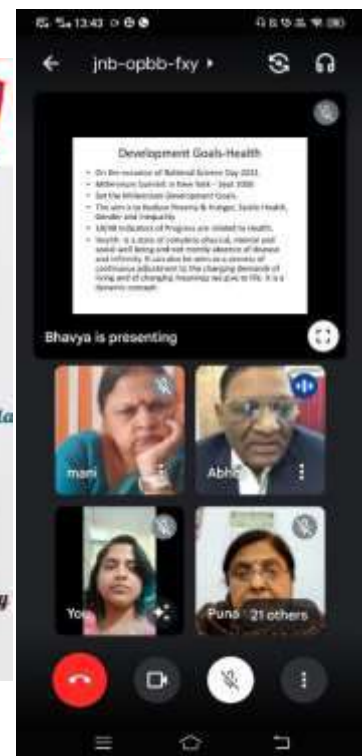 13:43
jnb-opbb-fxy
Development Goals-Health
• On the occasion of National Science Day 2022,
• Millennium Summit in New York - Sept 2000
• Set the Millennium Development Goals.
• The aim is to Reduce Poverty & Hunger, Tackle Health,
Gender and Inequality
• 18/48 Indicators of Progress are related to Health.
• Health is a state of complete physical, mental and
social well being and not merely absence of disease
and infirmity. It can also be seen as a process of
continuous adjustment to the changing demands of
living and of changing meanings we give to life. It is a
dynamic concept.
Bhavya is presenting
mani
Abh
You
Puna
21 others